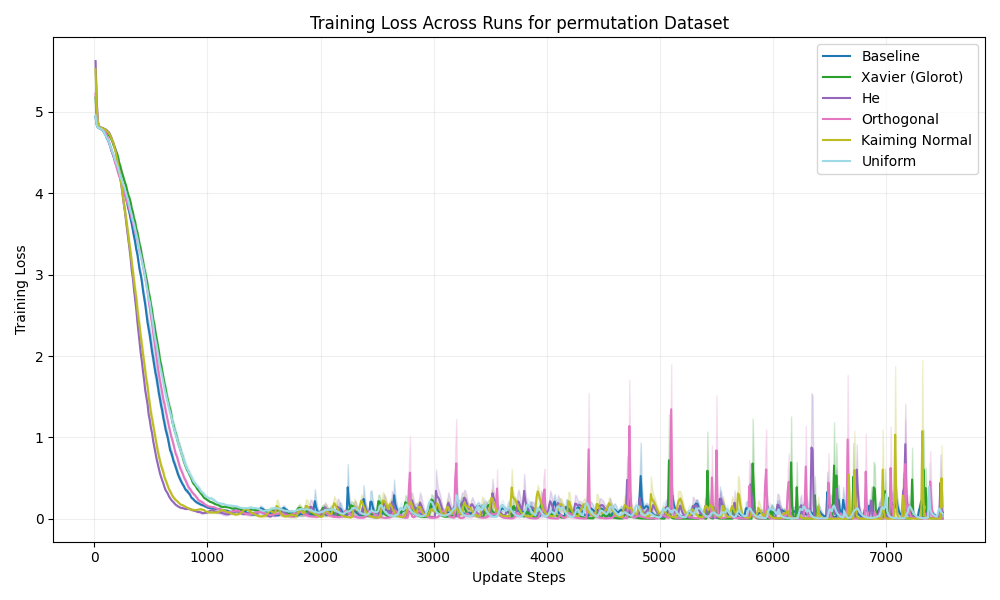 Training Loss Across Runs for permutation Dataset
Baseline
Xavier (Glorot)
He
Orthogonal
Kaiming Normal
Uniform
Training Loss
5
4
3
2
1
0
0 1000 2000 3000 4000 5000 6000 7000
Update Steps